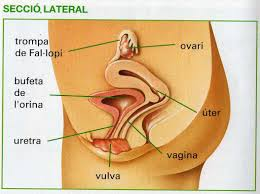 SECCIÓ LATERAL
trompa
de Fal·lopi
ovari
bufeta
de
l'orina
úter
uretra
vagina
vulva